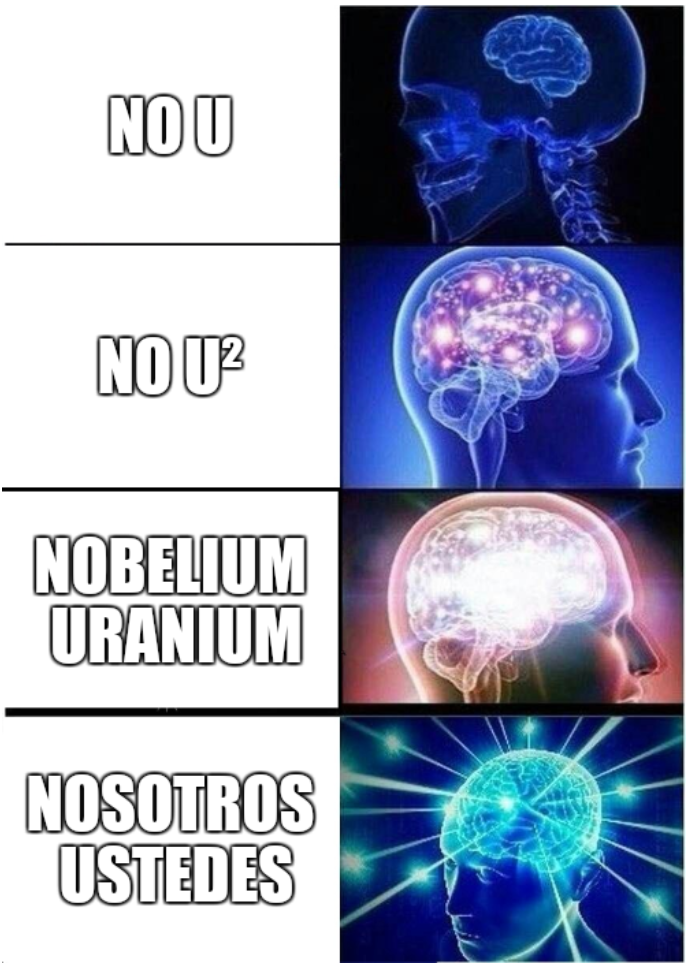 NO U
NO U²
NOBELIUM
URANIUM
NOSOTROS
USTEDES